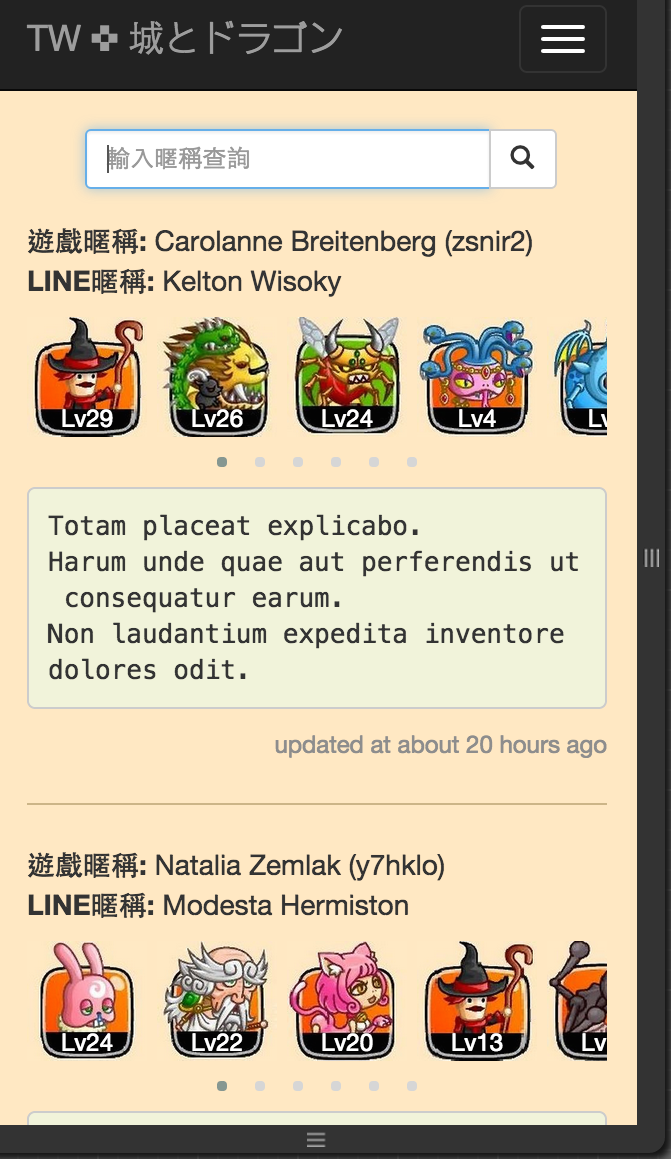 TW 城とドラゴン
輸入暱稱查詢
遊戲暱稱: Carolanne Breitenberg (zsnir2)
LINE暱稱: Kelton Wisoky
Lv29 Lv26 Lv24 Lv4 Lv
Totam placeat explicabo.
Harum unde quae aut perferendis ut
consequatur earum.
Non laudantium expedita inventore
dolores odit.
updated at about 20 hours ago
遊戲暱稱: Natalia Zemlak (y7hklo)
LINE暱稱: Modesta Hermiston
Lv24 Lv22 Lv20 Lv13 Lv